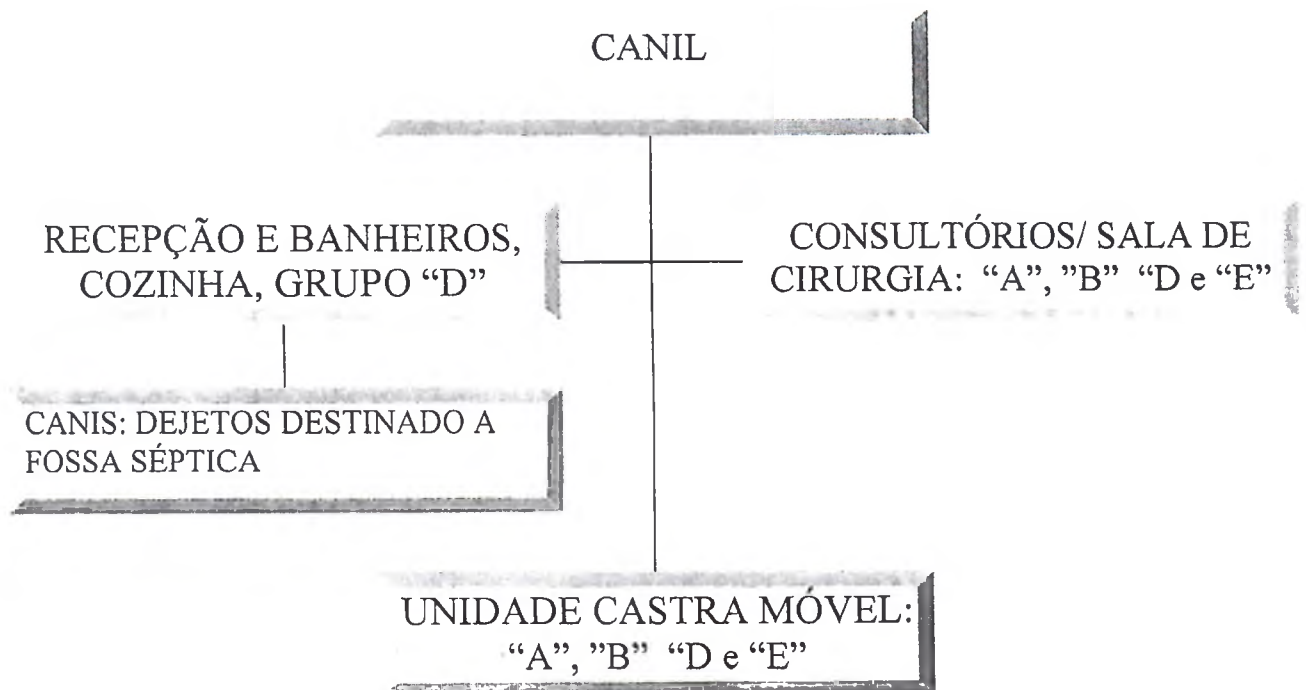 CANIL
RECEPÇÃO E BANHEIROS,
COZINHA, GRUPO “D”
CONSULTÓRIOS/ SALA DE
CIRURGIA: “A”, ”B” “D e “E”
CANIS: DEJETOS DESTINADO A
FOSSA SÉPTICA
UNIDADE CASTRA MÓVEL:
“A”, ”B” “D e “E”